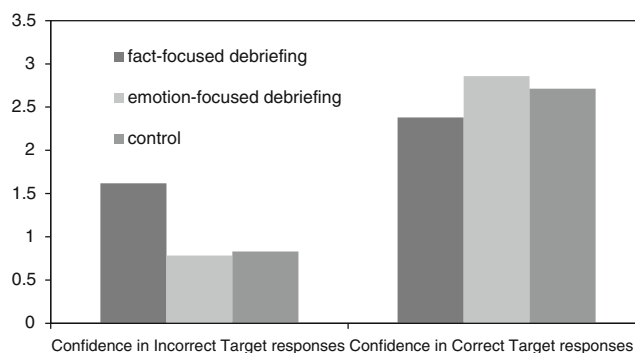 3.5
3
2.5
2
1.5
1
0.5
0
fact-focused debriefing
emotion-focused debriefing
control
Confidence in Incorrect Target responses Confidence in Correct Target responses